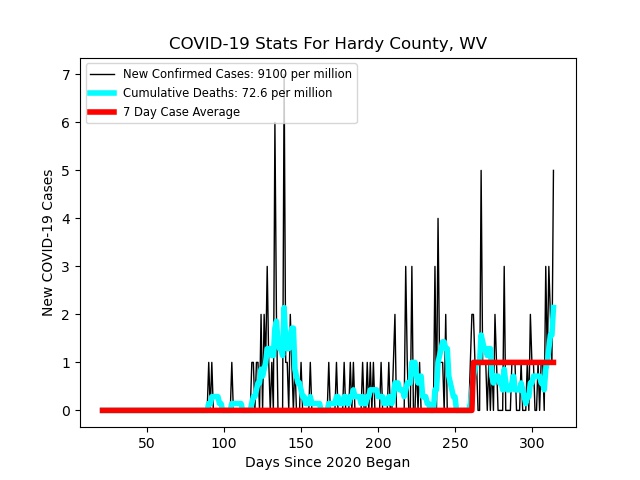 COVID-19 Stats For Hardy County, WV
New Confirmed Cases: 9100 per million
Cumulative Deaths: 72.6 per million
7 Day Case Average
7
6
5
4
3
2
1
0
New COVID-19 Cases
50 100 150 200 250 300
Days Since 2020 Began